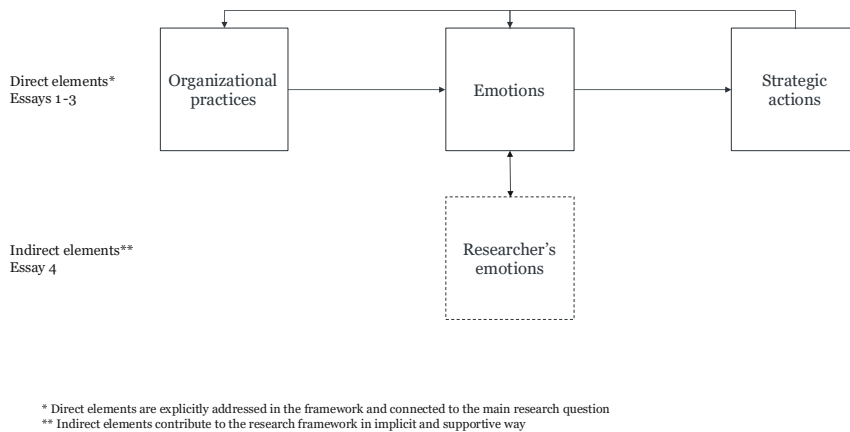 Direct elements*
Essays 1-3
Organizational
practices
Emotions
Strategic
actions
Indirect elements**
Essay 4
Researcher's
emotions
* Direct elements are explicitly addressed in the framework and connected to the main research question
** Indirect elements contribute to the research framework in implicit and supportive way